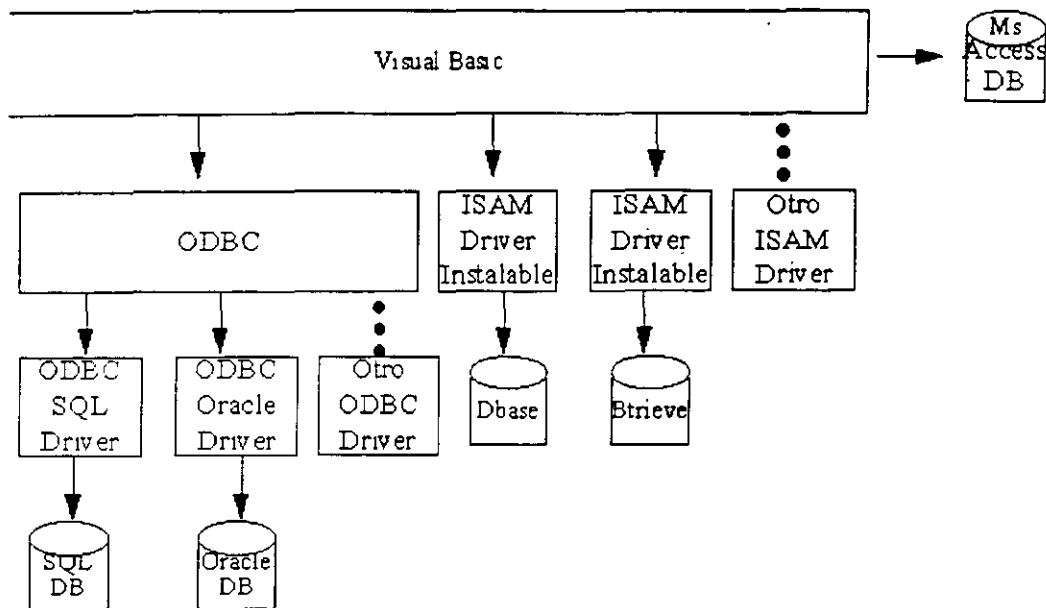 Visual Basic
Ms
Access
DB
ODBC
ISAM
Driver
Instalable
ISAM
Driver
Instalable
Otro
ISAM
Driver
ODBC
SQL
Driver
ODBC
Oracle
Driver
Otro
ODBC
Driver
Dbase
Btrieve
SQL
DB
Oracle
DB